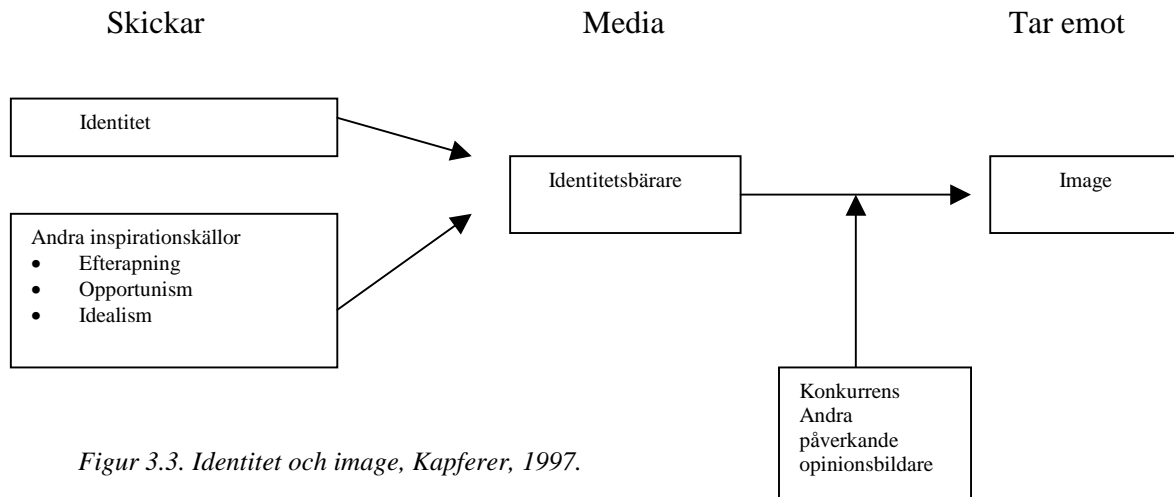 Skickar Media Tar emot
Identitet
Identitetsbärare
Image
Andra inspirationskällor
• Efterapning
• Opportunism
• Idealism
Konkurrens
Andra
påverkande
opinionsbildare
Figur 3.3. Identitet och image, Kapferer, 1997.